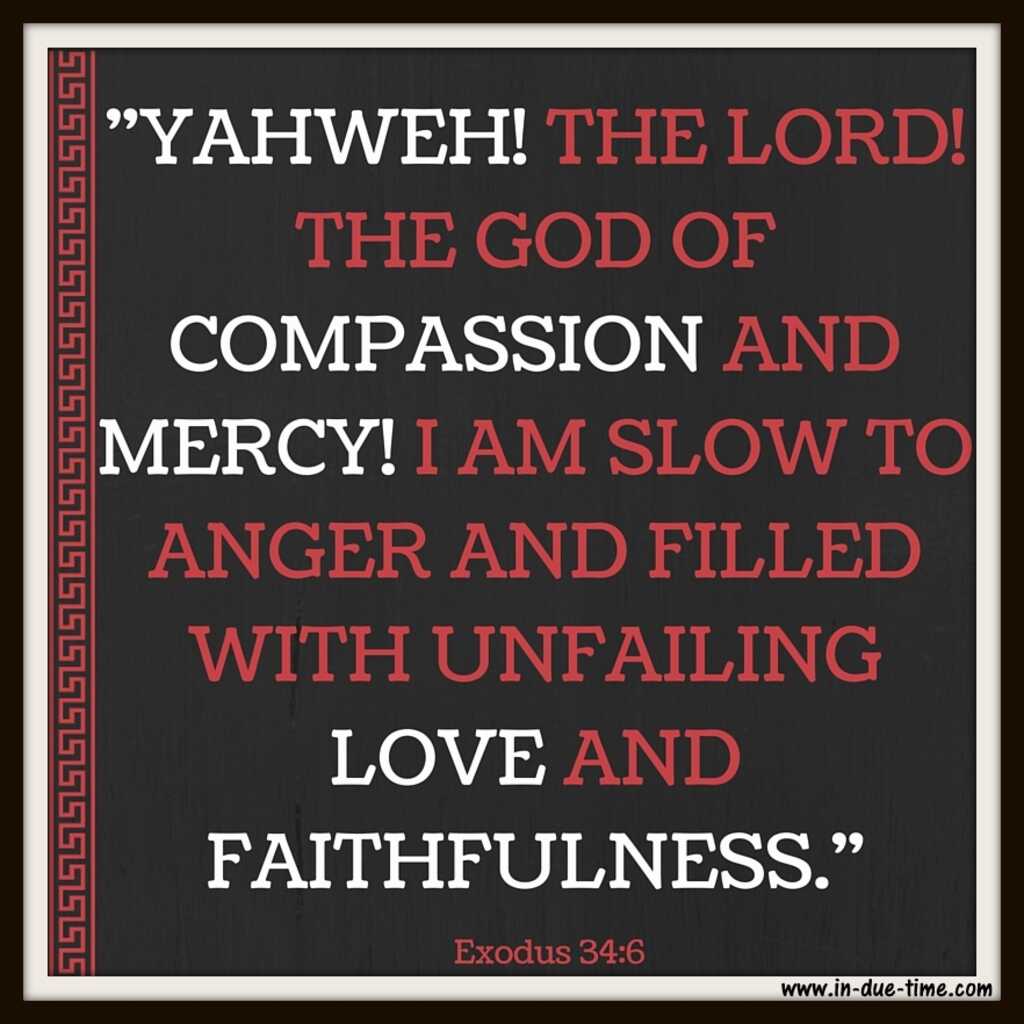 ”YAHWEH! THE LORD!
THE GOD OF
COMPASSION AND
MERCY! I AM SLOW TO
ANGER AND FILLED
WITH UNFAILING
LOVE AND
FAITHFULNESS.”
Exodus 34:6
www.in-due-time.com